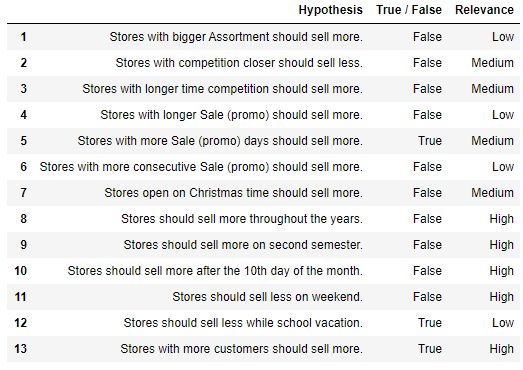 Hypothesis True / False Relevance
1 Stores with bigger Assortment should sell more. False Low
2 Stores with competition closer should sell less. False Medium
3 Stores with longer time competition should sell more. False Medium
4 Stores with longer Sale (promo) should sell more. False Low
5 Stores with more Sale (promo) days should sell more. True Medium
6 Stores with more consecutive Sale (promo) should sell more. False Low
7 Stores open on Christmas time should sell more. False Medium
8 Stores should sell more throughout the years. False High
9 Stores should sell more on second semester. False High
10 Stores should sell more after the 10th day of the month. False High
11 Stores should sell less on weekend. False High
12 Stores should sell less while school vacation. True Low
13 Stores with more customers should sell more. True High